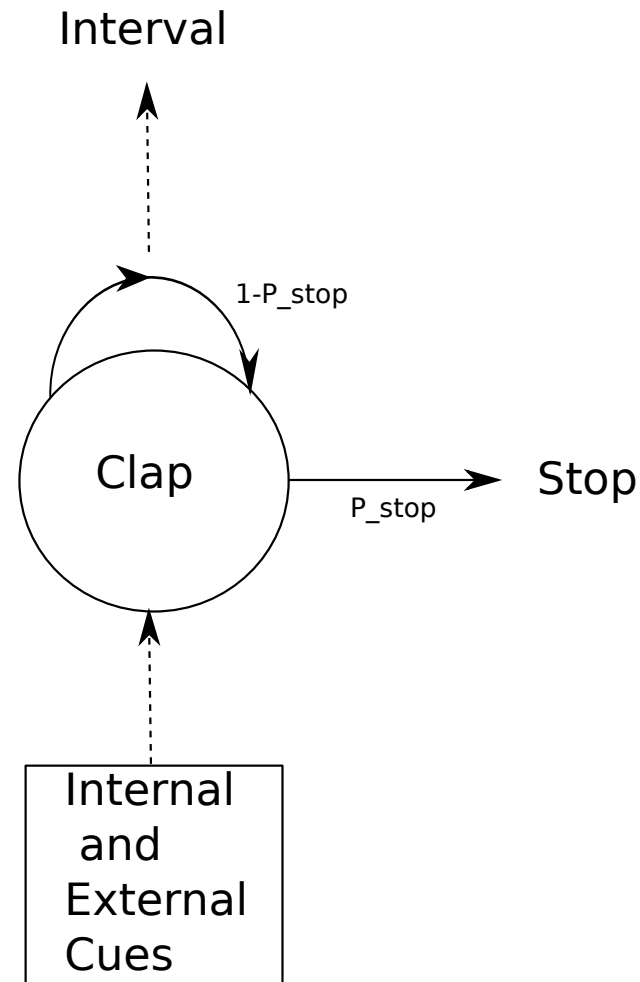 Interval
1-P_stop
Clap
Stop
P_stop
Internal
and
External
Cues